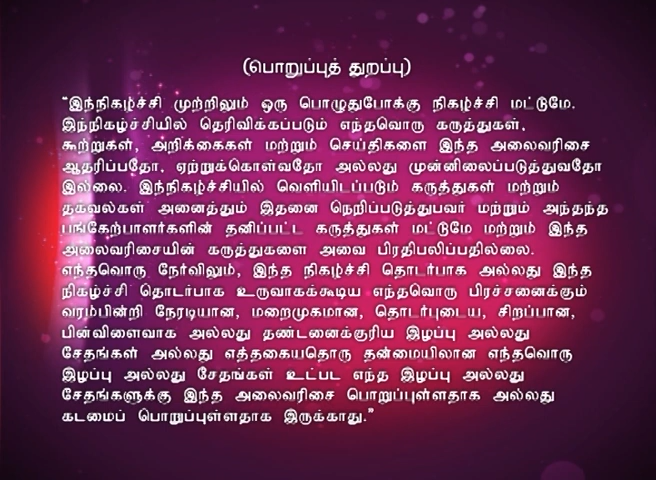 (பொறுப்புத் துறப்பு)
"இந்நிகழ்ச்சி முற்றிலும் ஒரு பொழுதுபோக்கு நிகழ்ச்சி மட்டுமே.
இந்நிகழ்ச்சியில் தெரிவிக்கப்படும் எந்தவொரு கருத்துகள்,
கூற்றுகள், அறிக்கைகள் மற்றும் செய்திகளை இந்த அலைவரிசை
ஆதரிப்பதோ, ஏற்றுக்கொள்வதோ அல்லது முன்னிலைப்படுத்துவதோ
இல்லை. இந்நிகழ்ச்சியில் வெளியிடப்படும் கருத்துகள் மற்றும்
தகவல்கள் அனைத்தும் இதனை நெறிப்படுத்துபவர் மற்றும் அந்தந்த
பங்கேற்பாளர்களின் தனிப்பட்ட கருத்துகள் மட்டுமே மற்றும் இந்த
அலைவரிசையின் கருத்துகளை அவை பிரதிபலிப்பதில்லை.
எந்தவொரு நேர்விலும், இந்த நிகழ்ச்சி தொடர்பாக அல்லது இந்த
நிகழ்ச்சி தொடர்பாக உருவாகக்கூடிய எந்தவொரு பிரச்சனைக்கும்
வரம்பின்றி நேரடியான, மறைமுகமான, தொடர்புடைய, சிறப்பான,
பின்விளைவாக அல்லது தண்டனைக்குரிய இழப்பு அல்லது
சேதங்கள் அல்லது எத்தகையதொரு தன்மையிலான எந்தவொரு
இழப்பு அல்லது சேதங்கள் உட்பட எந்த இழப்பு அல்லது
சேதங்களுக்கு இந்த அலைவரிசை பொறுப்புள்ளதாக அல்லது
கடமைப் பொறுப்புள்ளதாக இருக்காது."